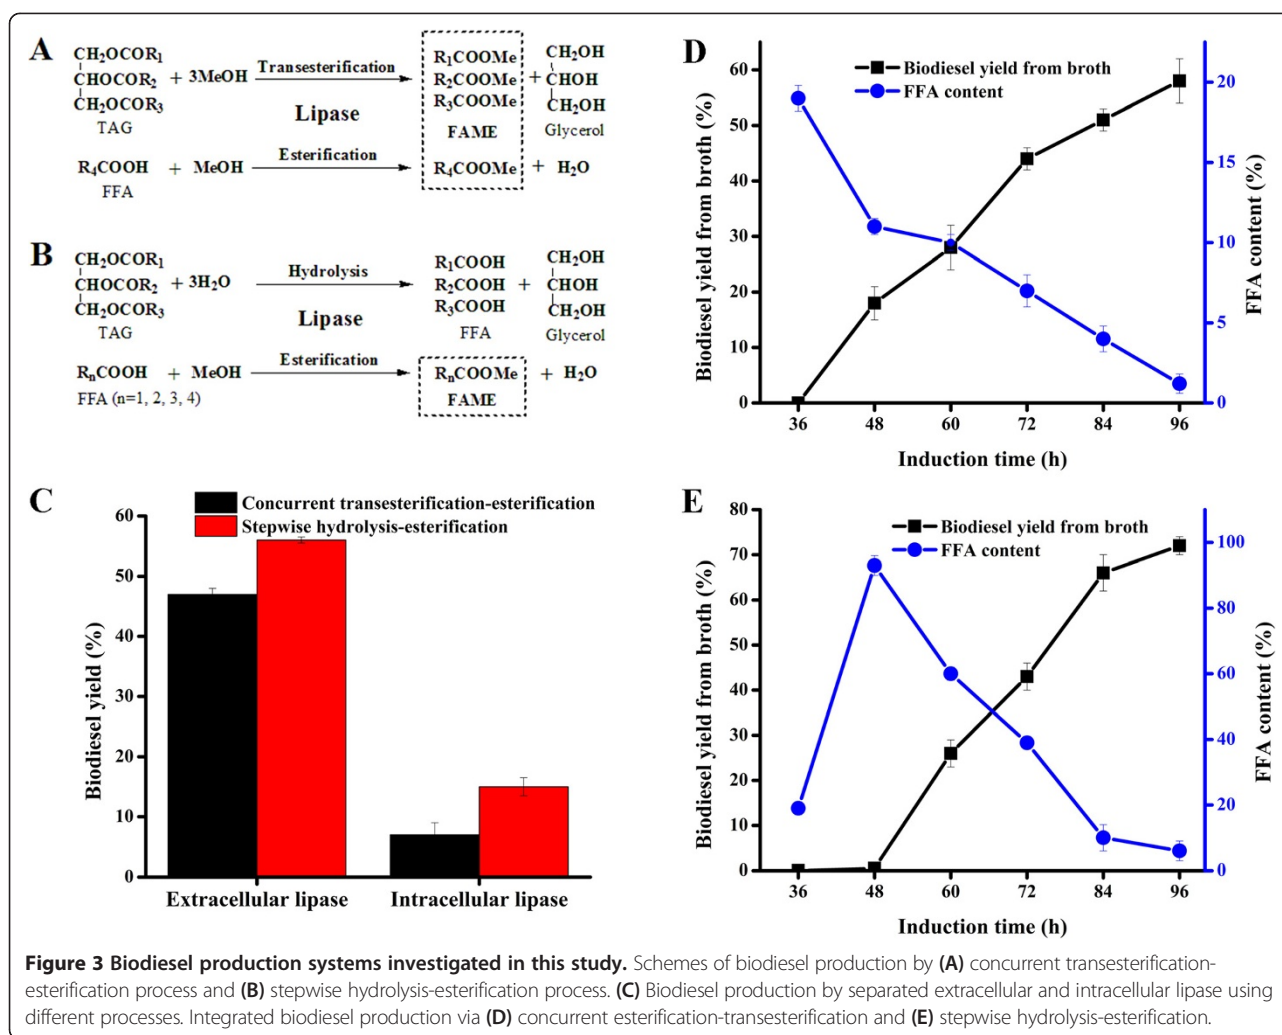 A
CH₂OCOR₁
CHOCOR₂ + 3MeOH Transesterification
CH₂OCOR₃ Lipase
TAG
R₁COOMe
R₂COOMe
R₃COOMe
FAME
+
CH₂OH
CHOH
CH₂OH
Glycerol
R₄COOH + MeOH Esterification R₄COOMe + H₂O
FFA
B
CH₂OCOR₁
CHOCOR₂ +3H₂O Hydrolysis
CH₂OCOR₃ Lipase
TAG
R₁COOH
R₂COOH
R₃COOH
FFA
+
CH₂OH
CHOH
CH₂OH
Glycerol
RₙCOOH + MeOH Esterification RₙCOOMe + H₂O
FFA (n=1, 2, 3, 4) FAME
C
Concurrent transesterification-esterification
Stepwise hydrolysis-esterification
Biodiesel yield (%)
60
50
40
30
20
10
0
Extracellular lipase Intracellular lipase
D
Biodiesel yield from broth
FFA content
Biodiesel yield from broth (%)
60
50
40
30
20
10
0
FFA content (%)
20
15
10
5
0
36 48 60 72 84 96
Induction time (h)
E
Biodiesel yield from broth
FFA content
Biodiesel yield from broth (%)
80
70
60
50
40
30
20
10
0
FFA content (%)
100
80
60
40
20
0
36 48 60 72 84 96
Induction time (h)
Figure 3 Biodiesel production systems investigated in this study. Schemes of biodiesel production by (A) concurrent transesterification-
esterification process and (B) stepwise hydrolysis-esterification process. (C) Biodiesel production by separated extracellular and intracellular lipase using
different processes. Integrated biodiesel production via (D) concurrent esterification-transesterification and (E) stepwise hydrolysis-esterification.